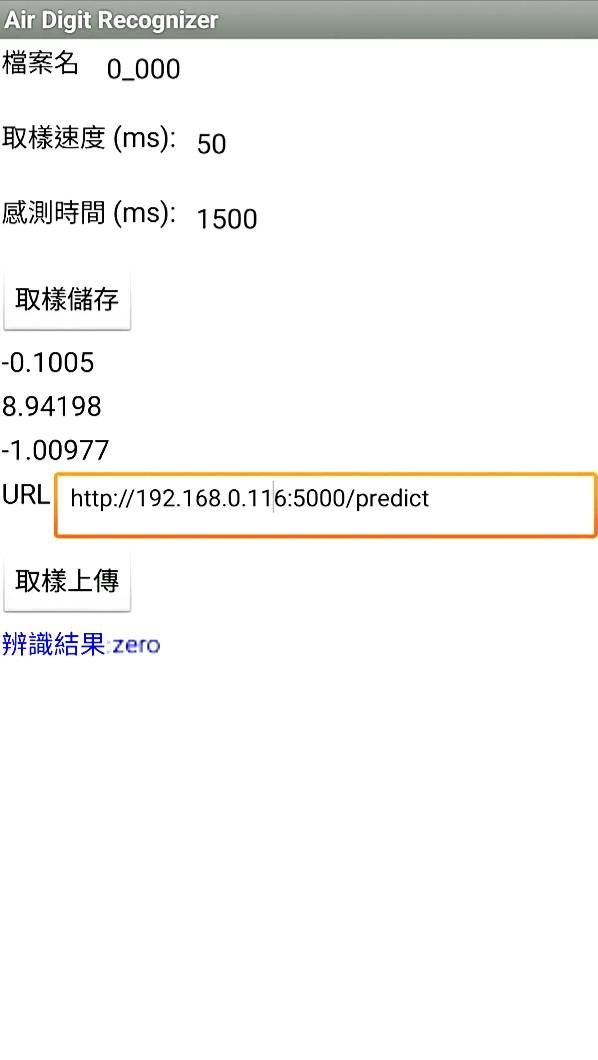 Air Digit Recognizer
檔案名 0_000
取樣速度 (ms): 50
感測時間 (ms): 1500
取樣儲存
-0.1005
8.94198
-1.00977
URL http://192.168.0.116:5000/predict
取樣上傳
辨識結果:zero